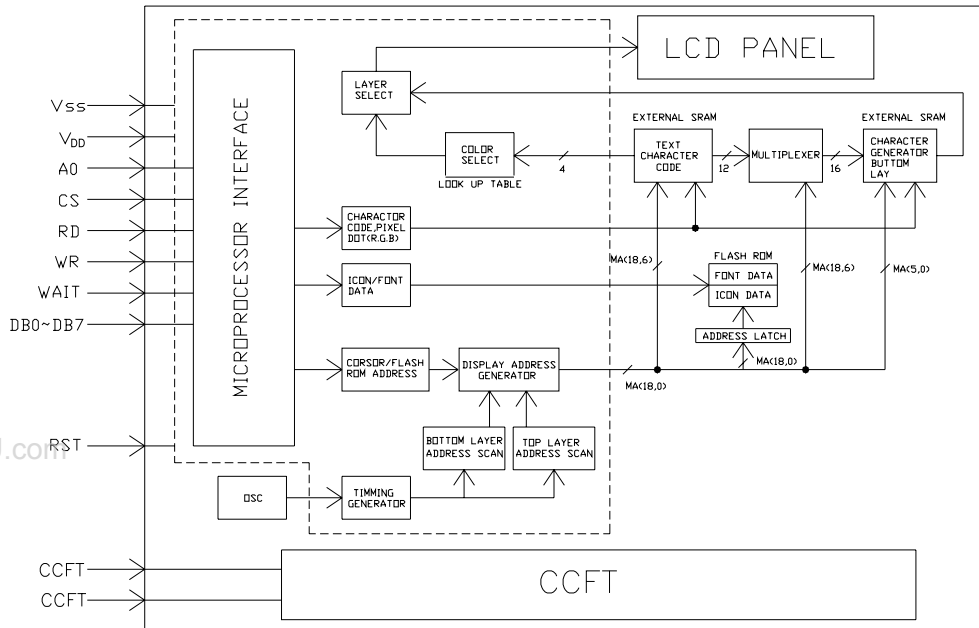 LCD PANEL
LAYER
SELECT
EXTERNAL SRAM
EXTERNAL SRAM
COLOR
SELECT
LOOK UP TABLE
4
TEXT
CHARACTER
CODE
12
MULTIPLEXER
16
CHARACTER
GENERATOR
BUTTOM
LAY
Vss
VDD
A0
CS
RD
WR
WAIT
DB0~DB7
RST
MICROPROCESSOR INTERFACE
CHARACTOR
CODE,PIXEL
DOT(R.G.B)
ICON/FONT
DATA
MA(18,6)
FLASH ROM
FONT DATA
ICON DATA
ADDRESS LATCH
MA(18,6)
MA(5,0)
CORSOR/FLASH
ROM ADDRESS
DISPLAY ADDRESS
GENERATOR
MA(18,0)
MA(18,0)
BOTTOM LAYER
ADDRESS SCAN
TOP LAYER
ADDRESS SCAN
OSC
TIMMING
GENERATOR
J.com
CCFT
CCFT
CCFT